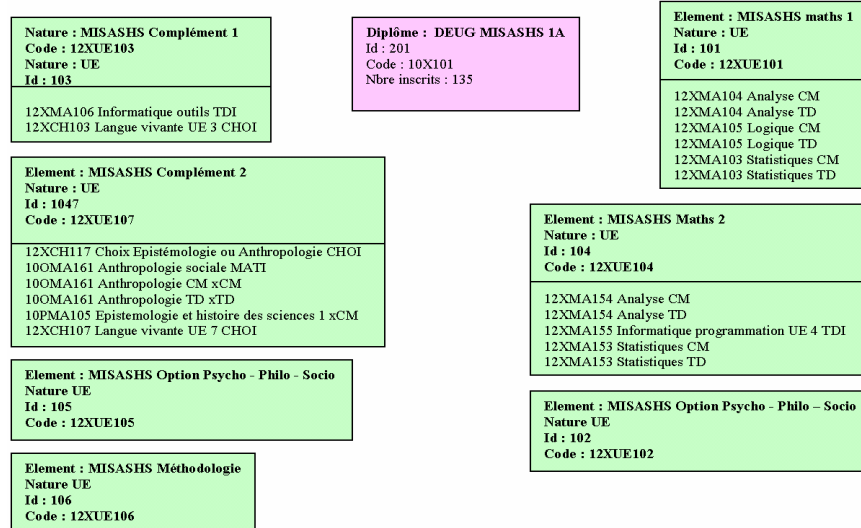 Nature : MISASHS Complément 1
Code : 12XUE103
Nature : UE
Id : 103
12XMA106 Informatique outils TDI
12XCH103 Langue vivante UE 3 CHOI
Diplôme : DEUG MISASHS 1A
Id : 201
Code : 10X101
Nbre inscrits : 135
Element : MISASHS maths 1
Nature : UE
Id : 101
Code : 12XUE101
12XMA104 Analyse CM
12XMA104 Analyse TD
12XMA105 Logique CM
12XMA105 Logique TD
12XMA103 Statistiques CM
12XMA103 Statistiques TD
Element : MISASHS Complément 2
Nature : UE
Id : 1047
Code : 12XUE107
12XCH117 Choix Epistémologie ou Anthropologie CHOI
10OMA161 Anthropologie sociale MATI
10OMA161 Anthropologie CM xCM
10OMA161 Anthropologie TD xTD
10PMA105 Epistemologie et histoire des sciences 1 xCM
12XCH107 Langue vivante UE 7 CHOI
Element : MISASHS Maths 2
Nature : UE
Id : 104
Code : 12XUE104
12XMA154 Analyse CM
12XMA154 Analyse TD
12XMA155 Informatique programmation UE 4 TDI
12XMA153 Statistiques CM
12XMA153 Statistiques TD
Element : MISASHS Option Psycho - Philo - Socio
Nature UE
Id : 105
Code : 12XUE105
Element : MISASHS Option Psycho - Philo – Socio
Nature UE
Id : 102
Code : 12XUE102
Element : MISASHS Méthodologie
Nature UE
Id : 106
Code : 12XUE106